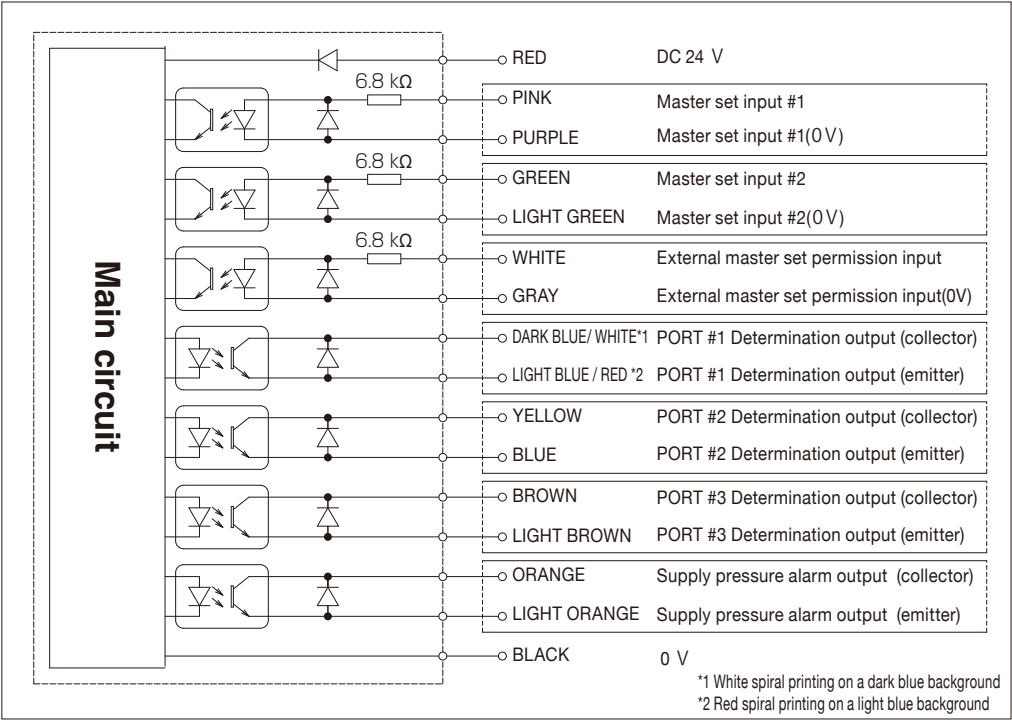 Main circuit
RED DC 24 V
6.8 kΩ
PINK Master set input #1
PURPLE Master set input #1(0V)
6.8 kΩ
GREEN Master set input #2
LIGHT GREEN Master set input #2(0V)
6.8 kΩ
WHITE External master set permission input
GRAY External master set permission input(0V)
DARK BLUE/ WHITE*1 PORT #1 Determination output (collector)
LIGHT BLUE / RED *2 PORT #1 Determination output (emitter)
YELLOW PORT #2 Determination output (collector)
BLUE PORT #2 Determination output (emitter)
BROWN PORT #3 Determination output (collector)
LIGHT BROWN PORT #3 Determination output (emitter)
ORANGE Supply pressure alarm output (collector)
LIGHT ORANGE Supply pressure alarm output (emitter)
BLACK 0 V
*1 White spiral printing on a dark blue background
*2 Red spiral printing on a light blue background